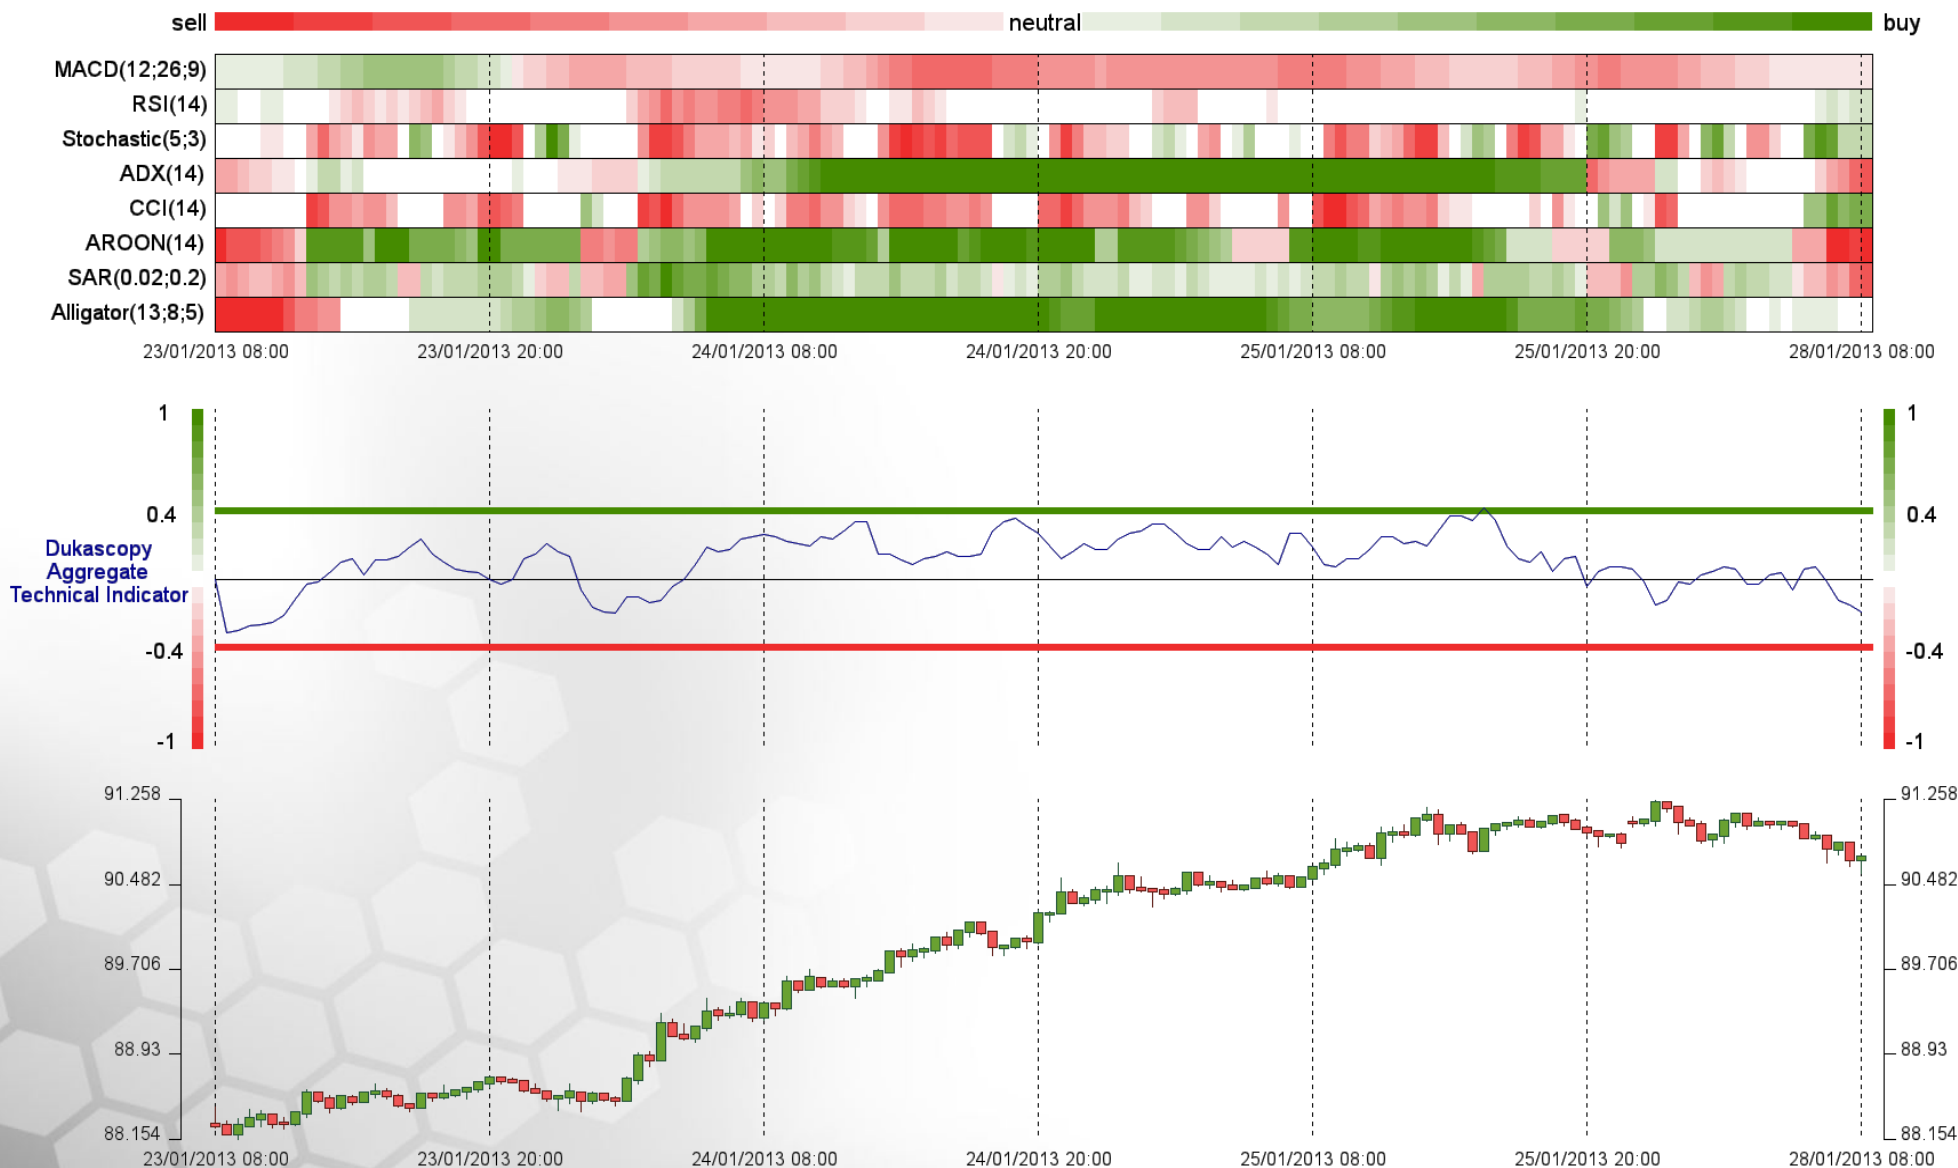 sell neutral buy
MACD(12;26;9)
RSI(14)
Stochastic(5;3)
ADX(14)
CCI(14)
AROON(14)
SAR(0.02;0.2)
Alligator(13;8;5)
23/01/2013 08:00 23/01/2013 20:00 24/01/2013 08:00 24/01/2013 20:00 25/01/2013 08:00 25/01/2013 20:00 28/01/2013 08:00
1 1
0.4 0.4
Dukascopy
Aggregate
Technical Indicator
-0.4 -0.4
-1 -1
91.258 91.258
90.482 90.482
89.706 89.706
88.93 88.93
88.154 88.154
23/01/2013 08:00 23/01/2013 20:00 24/01/2013 08:00 24/01/2013 20:00 25/01/2013 08:00 25/01/2013 20:00 28/01/2013 08:00